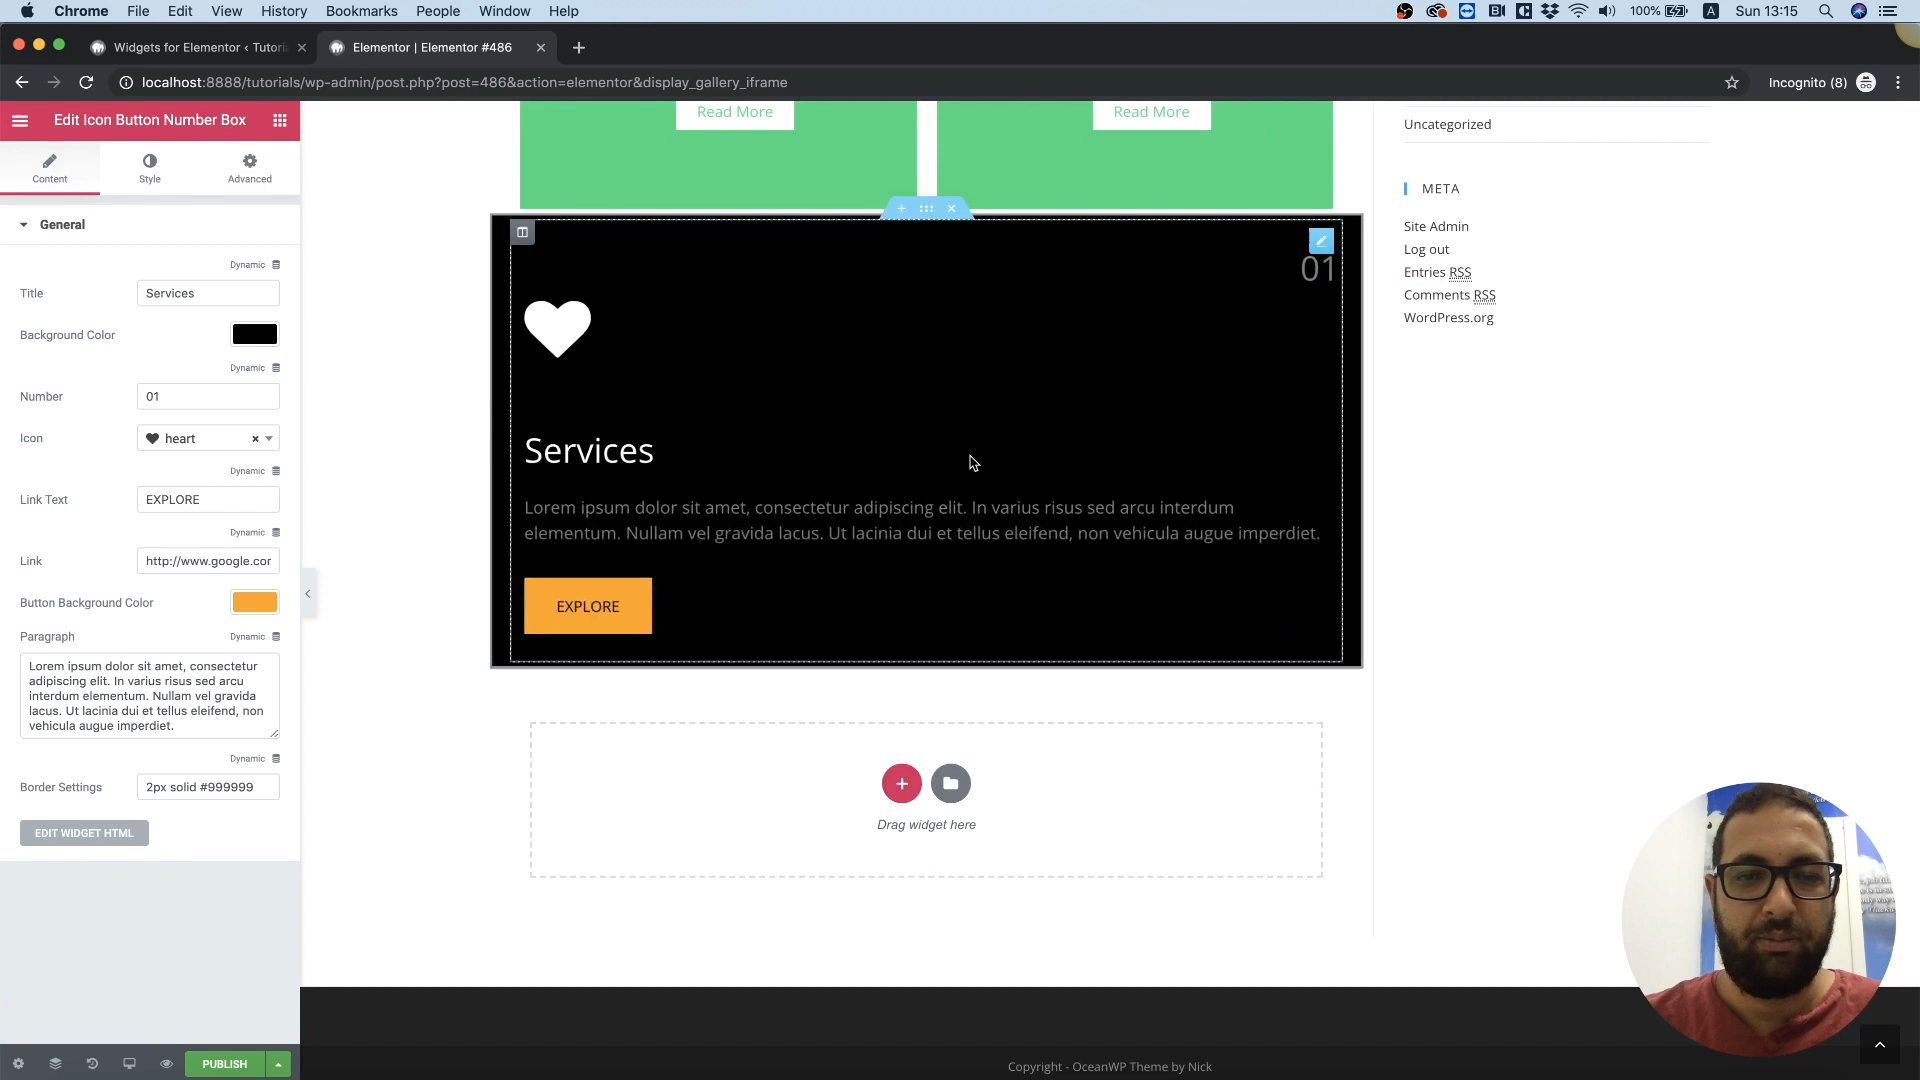 Chrome File Edit View History Bookmarks People Window Help
100% A Sun 13:15
Widgets for Elementor ‹ Tutori
Elementor | Elementor #486
localhost:8888/tutorials/wp-admin/post.php?post=486&action=elementor&display_gallery_iframe
Incognito (8)
Edit Icon Button Number Box
Content
Style
Advanced
General
Dynamic
Title
Services
Background Color
Dynamic
Number
01
Icon
heart
Dynamic
Link Text
EXPLORE
Dynamic
Link
http://www.google.cor
Button Background Color
Paragraph
Dynamic
Lorem ipsum dolor sit amet, consectetur
adipiscing elit. In varius risus sed arcu
interdum elementum. Nullam vel gravida
lacus. Ut lacinia dui et tellus eleifend, non
vehicula augue imperdiet.
Dynamic
Border Settings
2px solid #999999
EDIT WIDGET HTML
PUBLISH
Read More
Read More
01
Services
Lorem ipsum dolor sit amet, consectetur adipiscing elit. In varius risus sed arcu interdum
elementum. Nullam vel gravida lacus. Ut lacinia dui et tellus eleifend, non vehicula augue imperdiet.
EXPLORE
Drag widget here
Uncategorized
META
Site Admin
Log out
Entries RSS
Comments RSS
WordPress.org
Copyright - OceanWP Theme by Nick